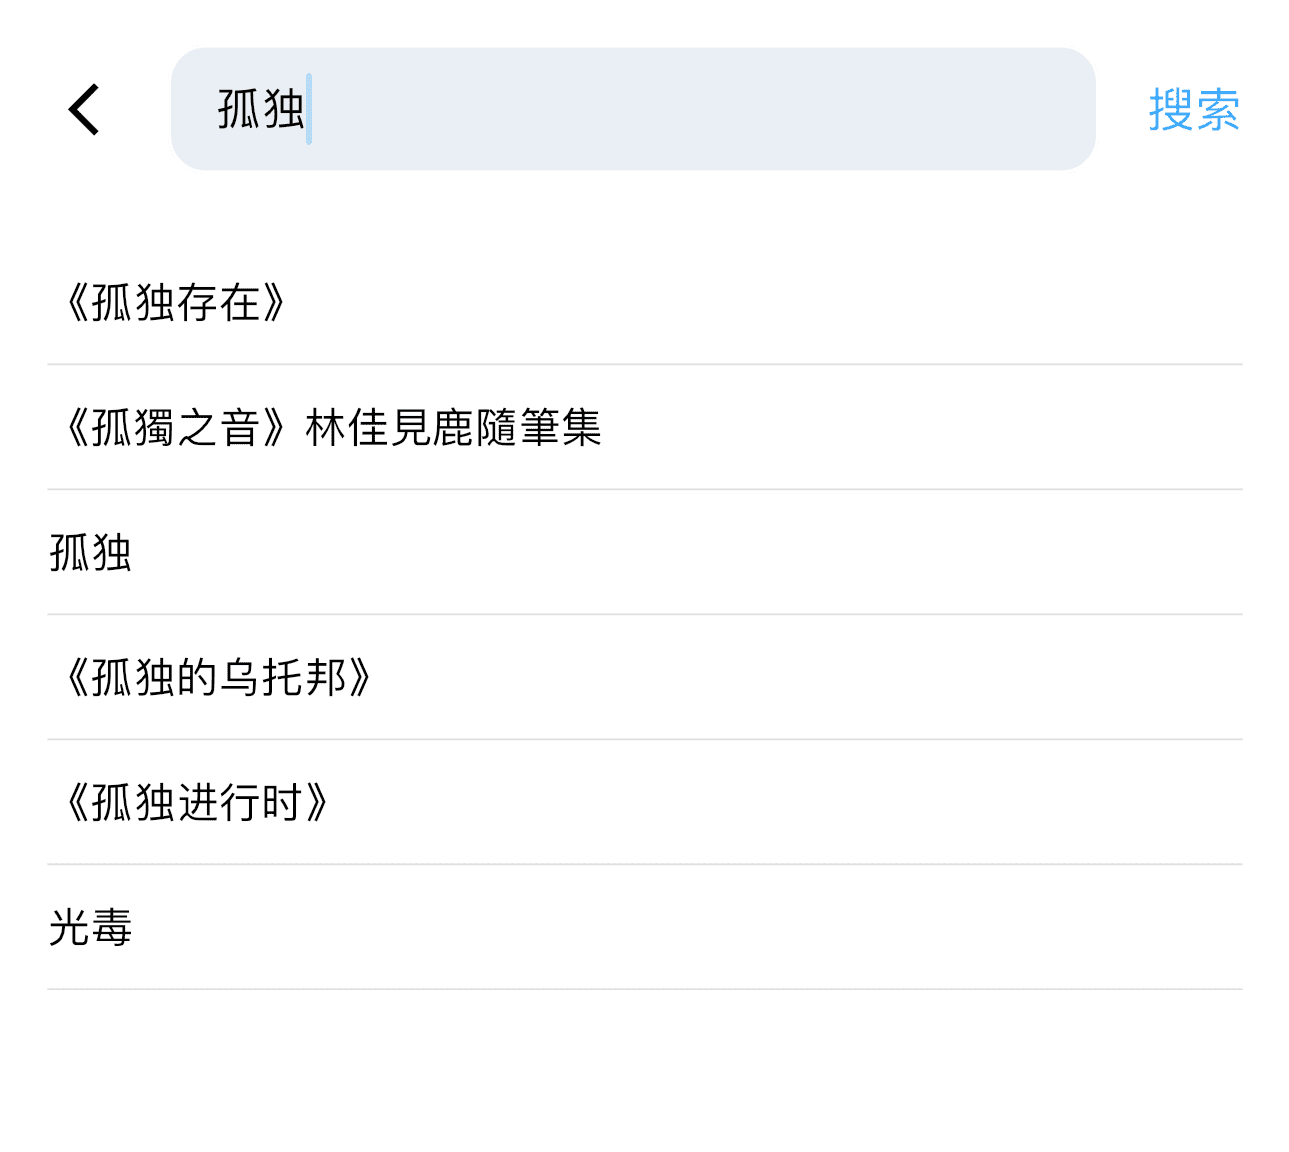 孤独
搜索
《孤独存在》
《孤獨之音》林佳見鹿隨筆集
孤独
《孤独的乌托邦》
《孤独进行时》
光毒